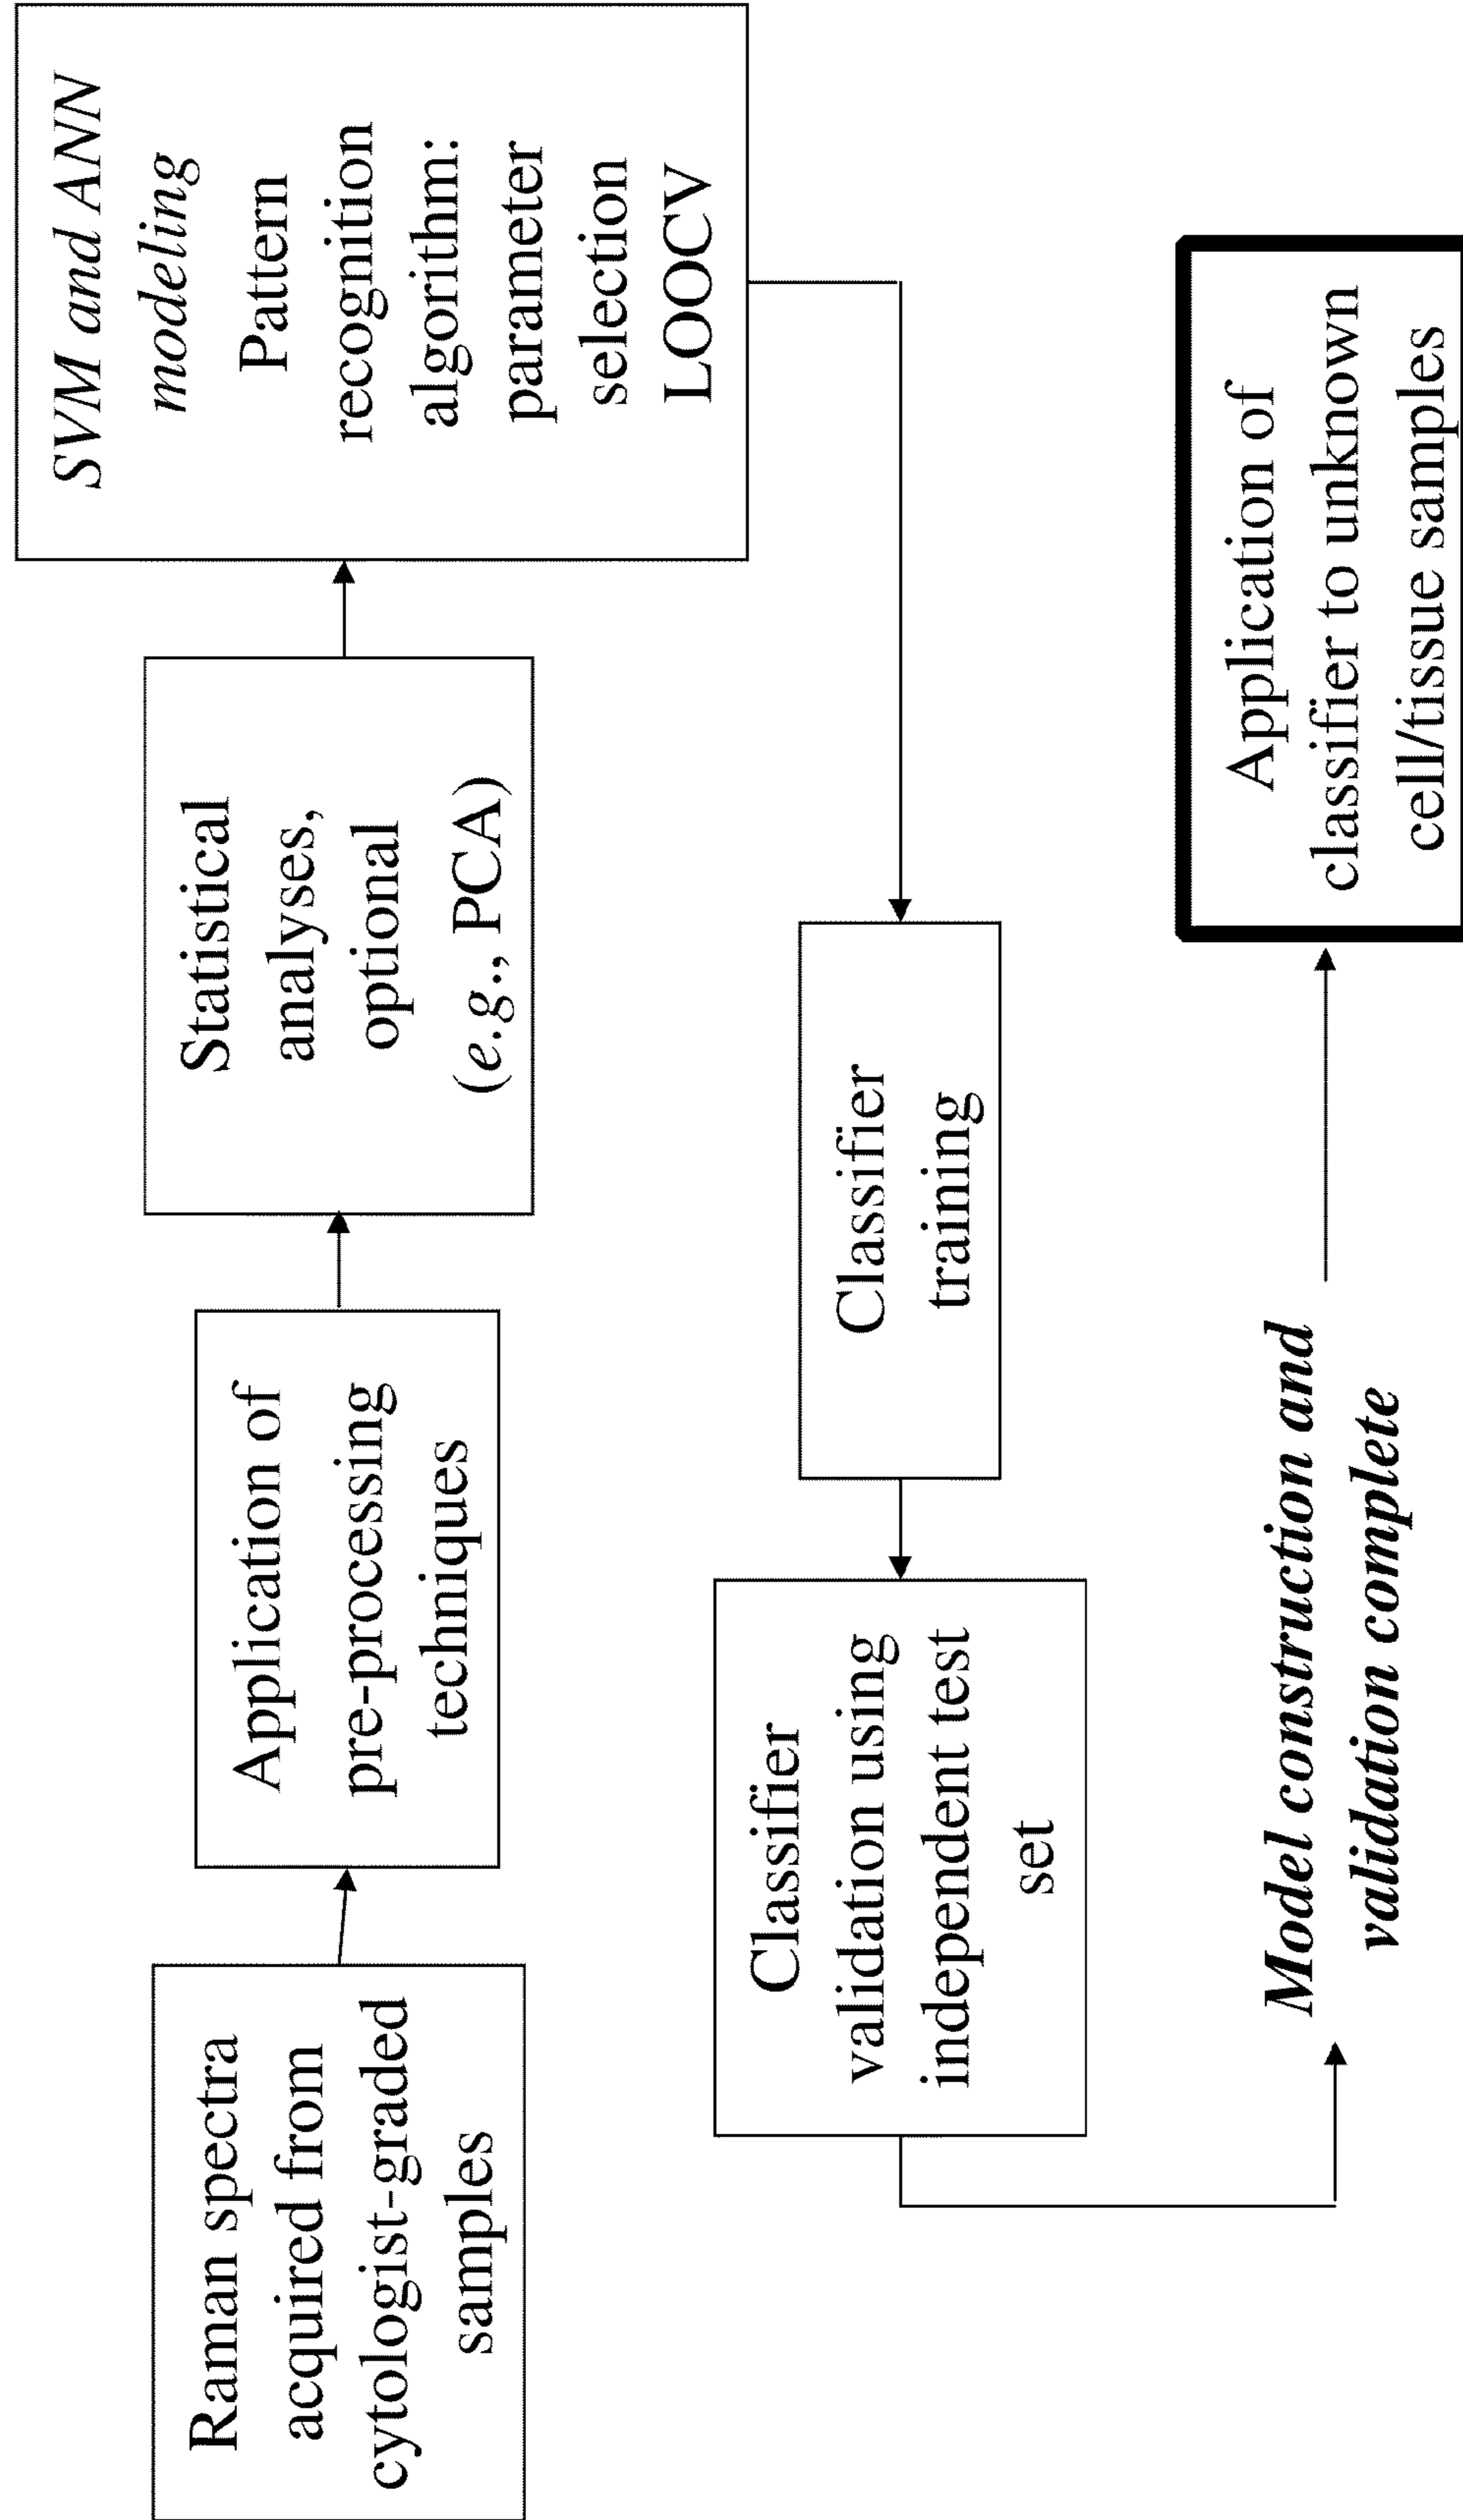 Raman spectra
acquired from
cytologist-graded
samples
Application of
pre-processing
techniques
Statistical
analyses,
optional
(e.g., PCA)
SVM and ANN
modeling
Pattern
recognition
algorithm:
parameter
selection
LOOCV
Classifier
training
Classifier
validation using
independent test
set
Model construction and
validation complete
Application of
classifier to unknown
cell/tissue samples